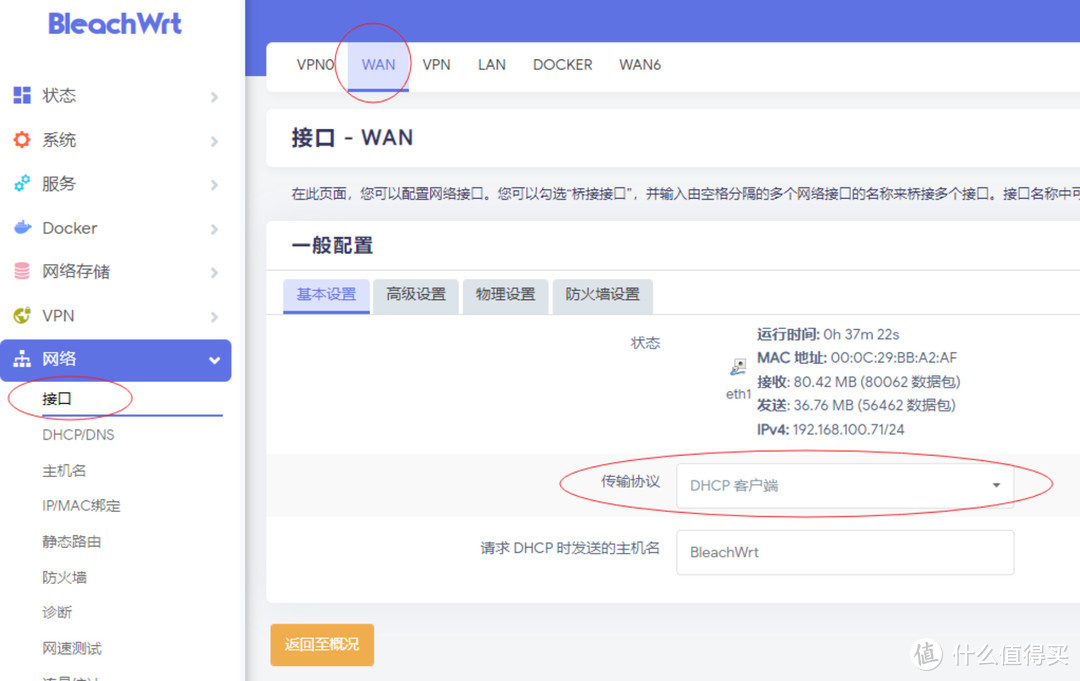 BleachWrt
状态
系统
服务
Docker
网络存储
VPN
网络
接口
DHCP/DNS
主机名
IP/MAC绑定
静态路由
防火墙
诊断
网速测试
VPN0 WAN VPN LAN DOCKER WAN6
接口 - WAN
在此页面，您可以配置网络接口。您可以勾选“桥接接口”，并输入由空格分隔的多个网络接口的名称来桥接多个接口。接口名称中可
一般配置
基本设置 高级设置 物理设置 防火墙设置
状态
eth1
运行时间: 0h 37m 22s
MAC 地址: 00:0C:29:BB:A2:AF
接收: 80.42 MB (80062 数据包)
发送: 36.76 MB (56462 数据包)
IPv4: 192.168.100.71/24
传输协议 DHCP 客户端
请求 DHCP 时发送的主机名 BleachWrt
返回至概况
值 什么值得买